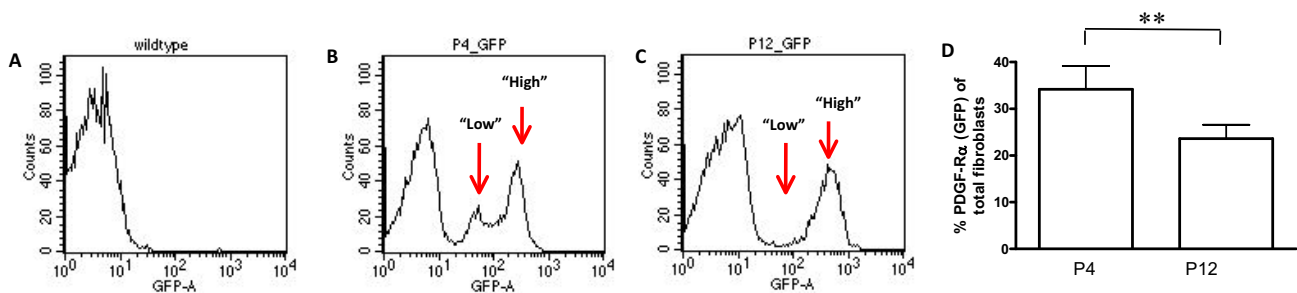 A
wildtype
Counts
0 20 40 60 80 100
10^0 10^1 10^2 10^3 10^4
GFP-A
B
P4_GFP
“High”
“Low”
Counts
0 20 40 60 80 100
10^0 10^1 10^2 10^3 10^4
GFP-A
C
P12_GFP
“High”
“Low”
Counts
0 20 40 60 80 100
10^0 10^1 10^2 10^3 10^4
GFP-A
D
**
% PDGF-Rα (GFP) of
total fibroblasts
40
30
20
10
0
P4 P12